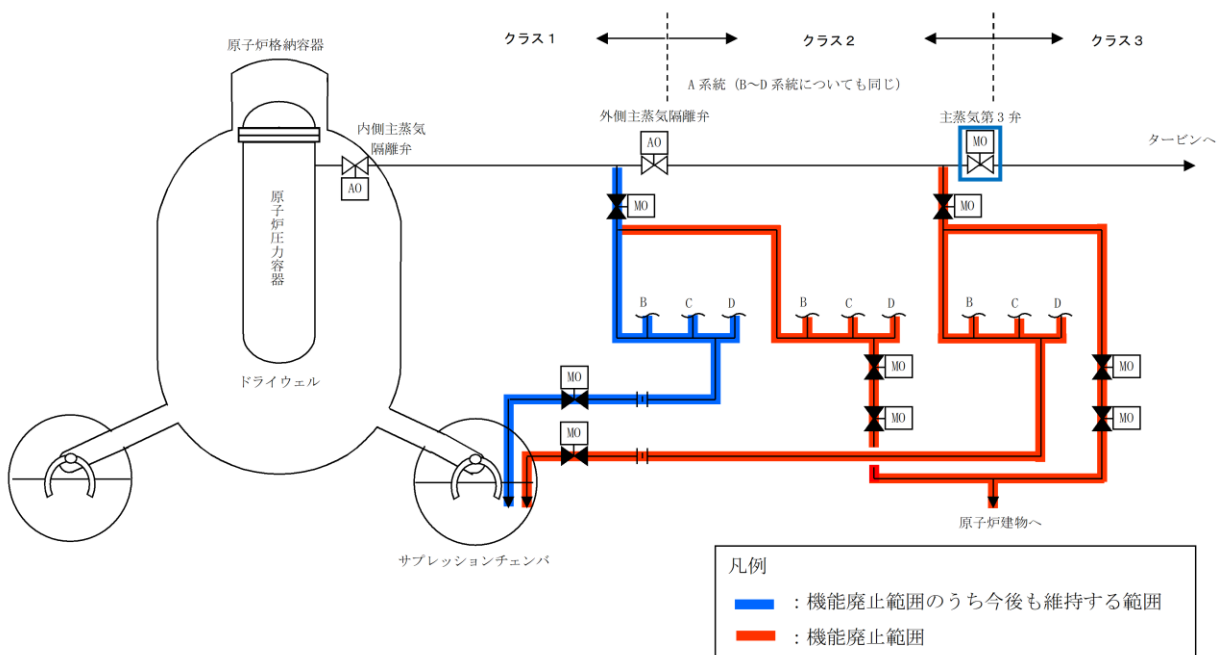 クラス1
クラス2
クラス3
原子炉格納容器
A 系統（B～D 系統についても同じ）
外側主蒸気隔離弁
主蒸気第３弁
内側主蒸気
隔離弁
AO
MO
タービンへ
AO
原子炉圧力容器
MO
MO
B
C
D
B
C
D
B
C
D
MO
MO
MO
ドライウェル
MO
MO
MO
原子炉建物へ
サプレッションチェンバ
凡例
：機能廃止範囲のうち今後も維持する範囲
：機能廃止範囲